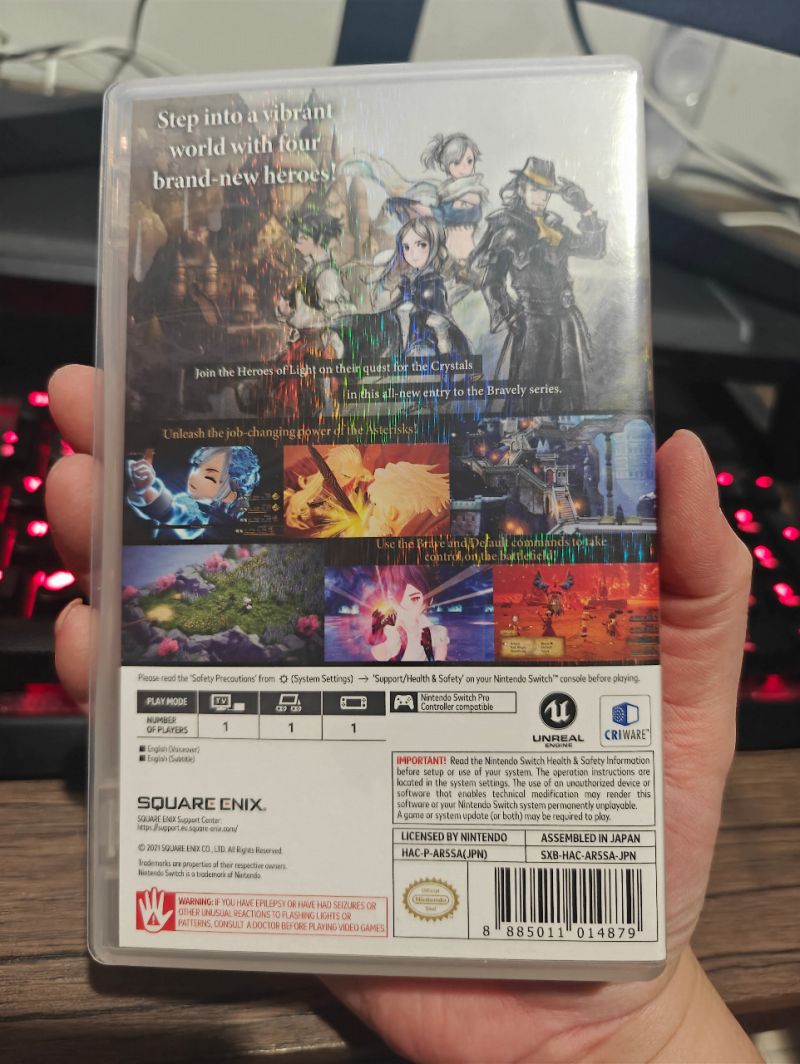 Step into a vibrant
world with four
brand-new heroes!
Join the Heroes of Light on their quest for the Crystals
in this all-new entry to the Bravely series.
Unleash the job-changing power of the Asterisks!
Use the Brave and Default commands to take
control on the battlefield!
Please read the 'Safety Precautions' from (System Settings) → 'Support/Health & Safety' on your Nintendo Switch™ console before playing.
PLAY MODE
TV
NUMBER
OF PLAYERS
1
1
1
Nintendo Switch Pro
Controller compatible
UNREAL
ENGINE
CRIWARE™
English (Voiceover)
English (Subtitle)
IMPORTANT! Read the Nintendo Switch Health & Safety Information
before setup or use of your system. The operation instructions are
located in the system settings. The use of an unauthorized device or
software that enables technical modification may render this
software or your Nintendo Switch system permanently unplayable.
A game or system update (or both) may be required to play.
SQUARE ENIX®
SQUARE ENIX Support Center:
https://support.eu.square-enix.com/
© 2021 SQUARE ENIX CO., LTD. All Rights Reserved.
Trademarks are properties of their respective owners.
Nintendo Switch is a trademark of Nintendo.
LICENSED BY NINTENDO
ASSEMBLED IN JAPAN
HAC-P-AR5SA(JPN)
SXB-HAC-AR5SA-JPN
WARNING: IF YOU HAVE EPILEPSY OR HAVE HAD SEIZURES OR
OTHER UNUSUAL REACTIONS TO FLASHING LIGHTS OR
PATTERNS, CONSULT A DOCTOR BEFORE PLAYING VIDEO GAMES
Official
Nintendo
Seal
8 885011 014879